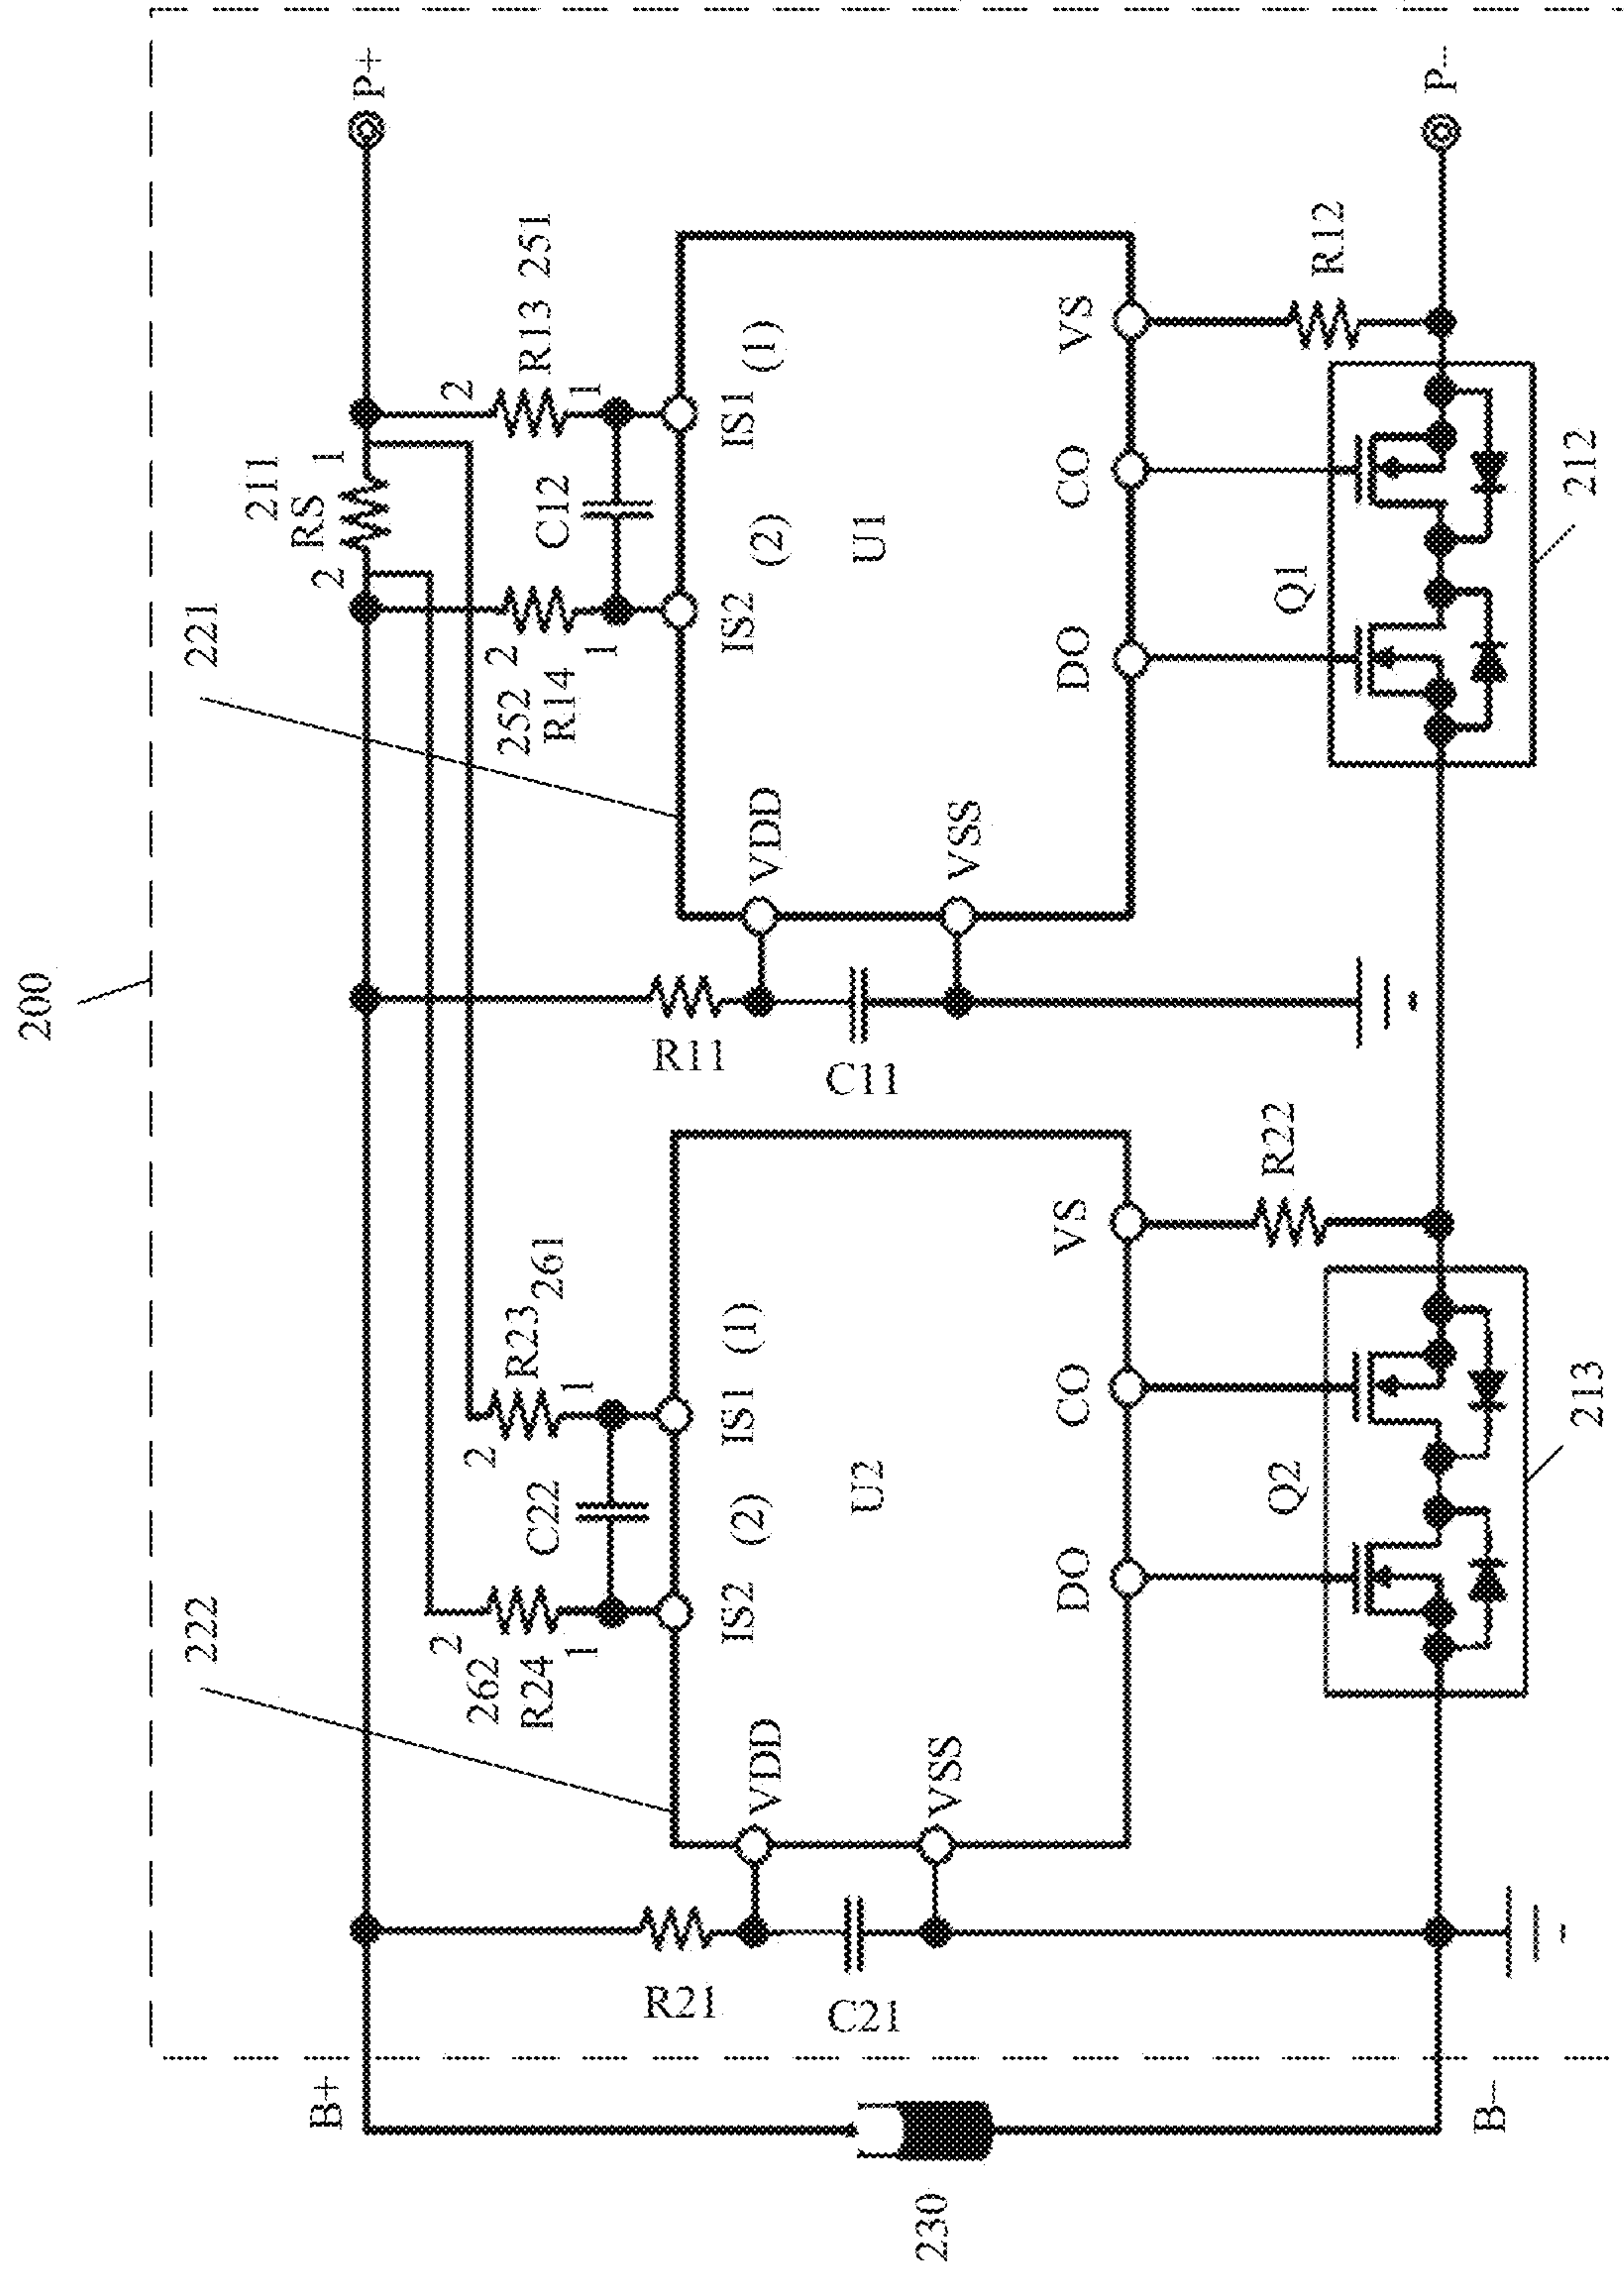 200
B+
P+
211
RS
2
1
221
222
2
R13 251
1
252 2
R14
1
C12
IS1 (1)
IS2 (2)
U1
VDD
VSS
DO
CO
VS
R11
C11
R12
Q1
212
P-
2
R23 261
1
262 2
R24
1
C22
IS1 (1)
IS2 (2)
U2
VDD
VSS
DO
CO
VS
R21
C21
R22
Q2
213
230
B-